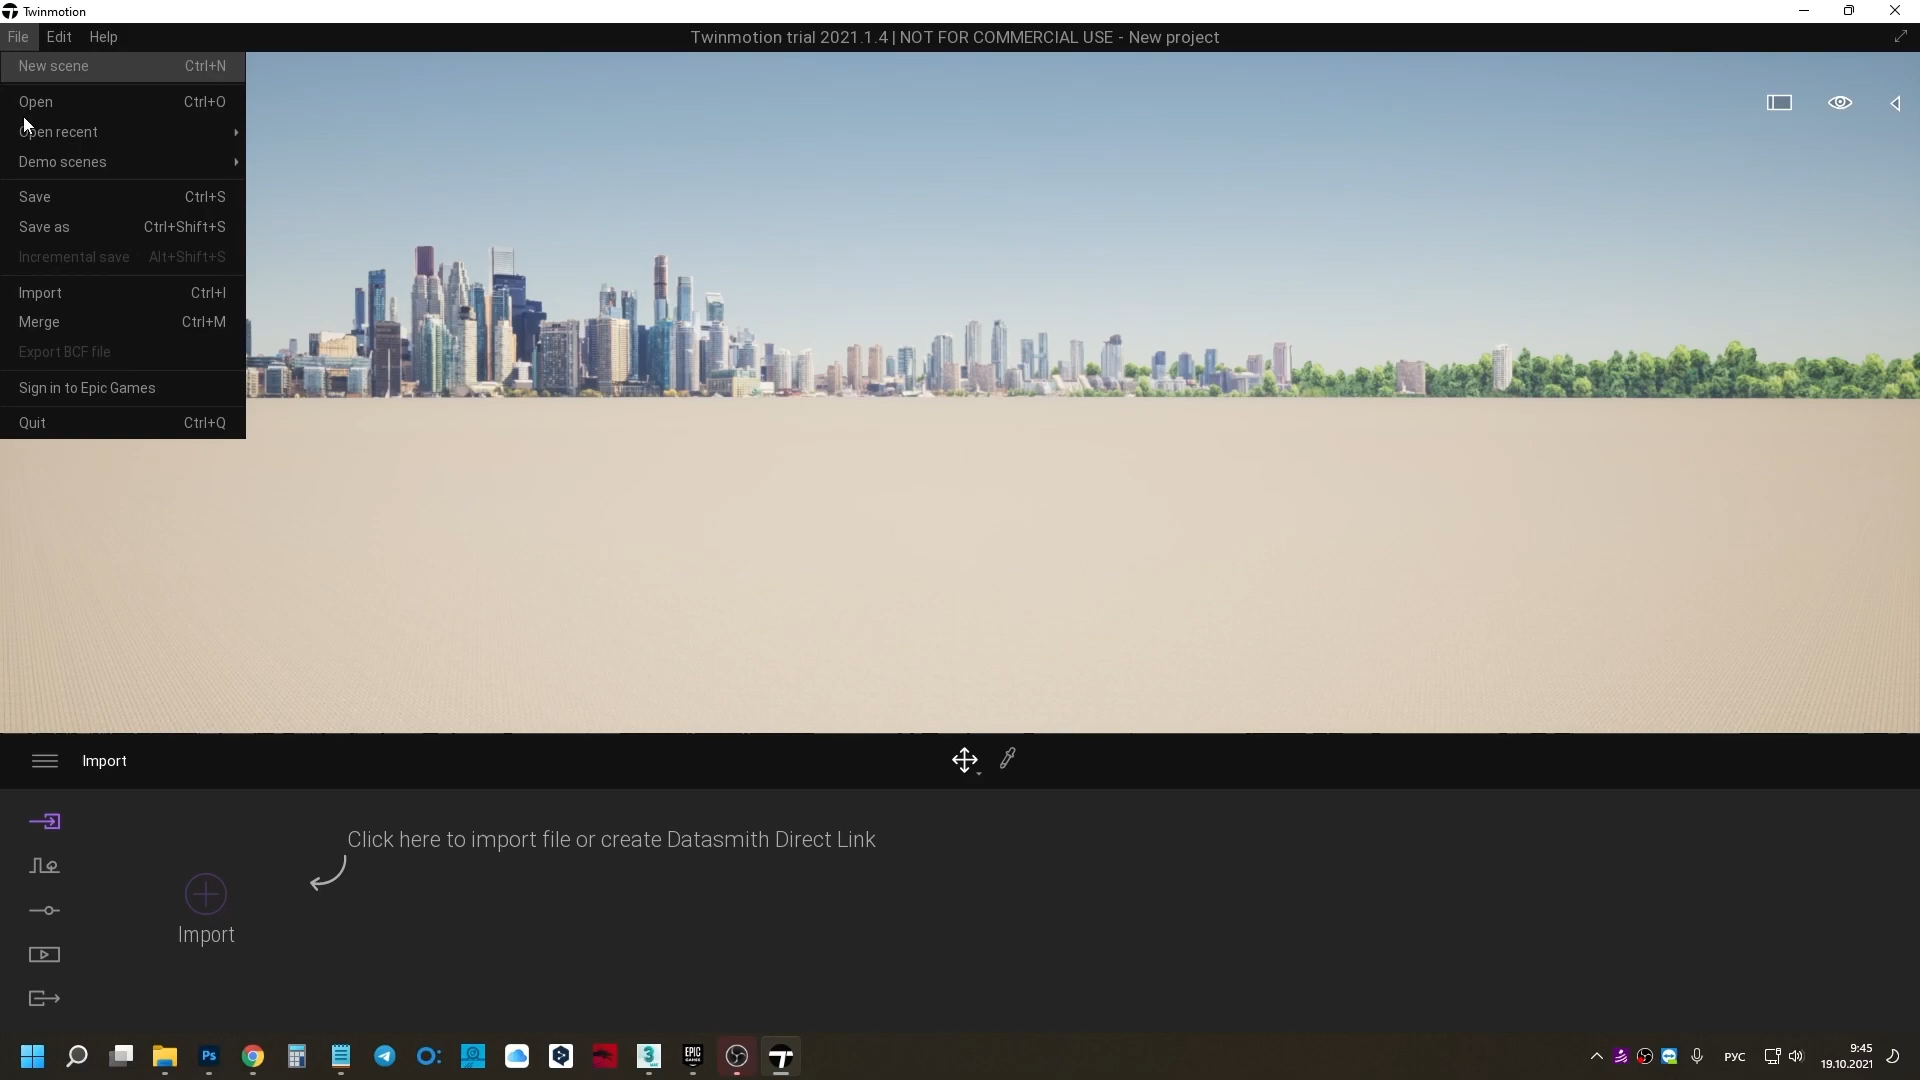 Twinmotion
File Edit Help
Twinmotion trial 2021.1.4 | NOT FOR COMMERCIAL USE - New project
New scene Ctrl+N
Open Ctrl+O
Open recent
Demo scenes
Save Ctrl+S
Save as Ctrl+Shift+S
Incremental save Alt+Shift+S
Import Ctrl+I
Merge Ctrl+M
Export BCF file
Sign in to Epic Games
Quit Ctrl+Q
Import
Click here to import file or create Datasmith Direct Link
Import
Ps
3
EPIC GAMES
РУС
9:45
19.10.2021